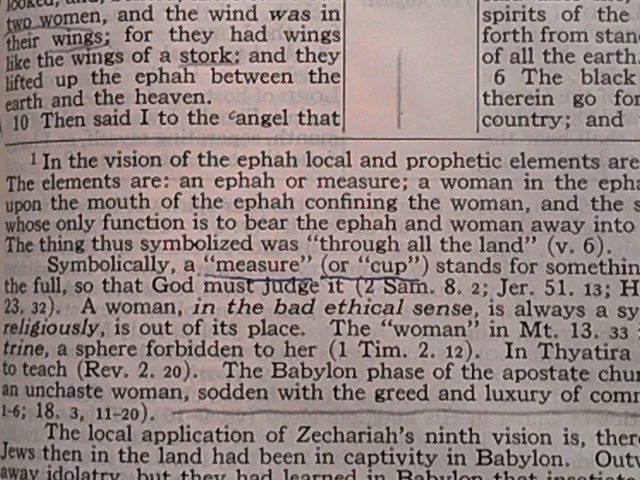 two women, and the wind was in
their wings; for they had wings
like the wings of a stork: and they
lifted up the ephah between the
earth and the heaven.
10 Then said I to the cangel that
spirits of the
forth from
of all the earth.
6 The black
therein go
country; and
1 In the vision of the ephah local and prophetic elements are
The elements are: an ephah or measure; a woman in the
upon the mouth of the ephah confining the woman, and the
whose only function is to bear the ephah and woman away into
The thing thus symbolized was "through all the land" (v. 6).
Symbolically, a "measure" (or "cup") stands for
the full, so that God must judge it (2 Sam. 8. 2; Jer. 51. 13; H
23. 32). A woman, in the bad ethical sense, is always a
religiously, is out of its place. The "woman" in Mt. 13. 33
trine, a sphere forbidden to her (1 Tim. 2. 12). In Thyatira
to teach (Rev. 2. 20). The Babylon phase of the apostate
an unchaste woman, sodden with the greed and luxury of
1-6; 18. 3, 11-20).
The local application of Zechariah's ninth vision is,
Jews then in the land had been in captivity in Babylon.
away idolatry, but they had learned in Babylon that